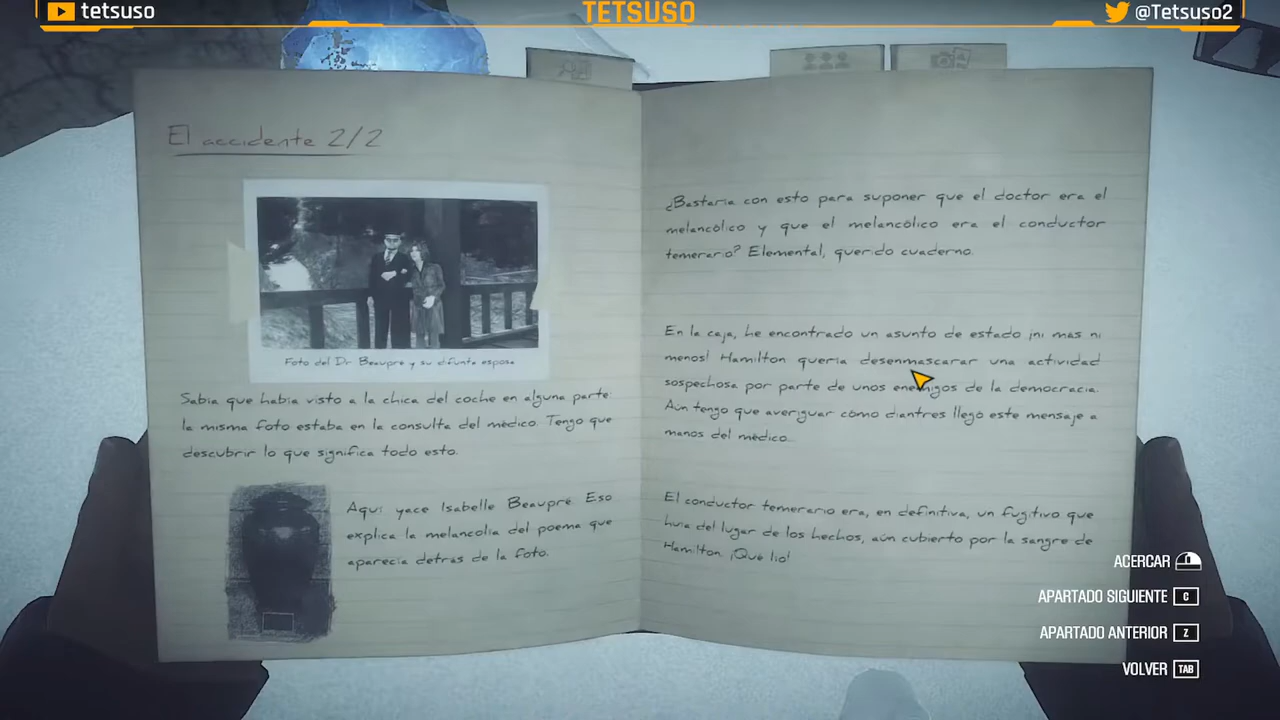 tetsuso
TETSUSO
@Tetsuso2
El accidente 2/2
Foto del Dr Beaupré y su difunta esposa
Sabía que había visto a la chica del coche en alguna parte
la misma foto estaba en la consulta del médico. Tengo que
descubrir lo que significa todo esto.
Aquí yace Isabelle Beaupré. Eso
explica la melancolía del poema que
aparecía detrás de la foto.
¿Bastaría con esto para suponer que el doctor era el
melancólico y que el melancólico era el conductor
temerario? Elemental, querido cuaderno.
En la caja, he encontrado un asunto de estado ¡ni más ni
menos! Hamilton quería desenmascarar una actividad
sospechosa por parte de unos enemigos de la democracia.
Aún tengo que averiguar cómo diantres llegó este mensaje a
manos del médico...
El conductor temerario era, en definitiva, un fugitivo que
huía del lugar de los hechos, aún cubierto por la sangre de
Hamilton. ¡Qué lío!
ACERCAR
APARTADO SIGUIENTE C
APARTADO ANTERIOR Z
VOLVER TAB